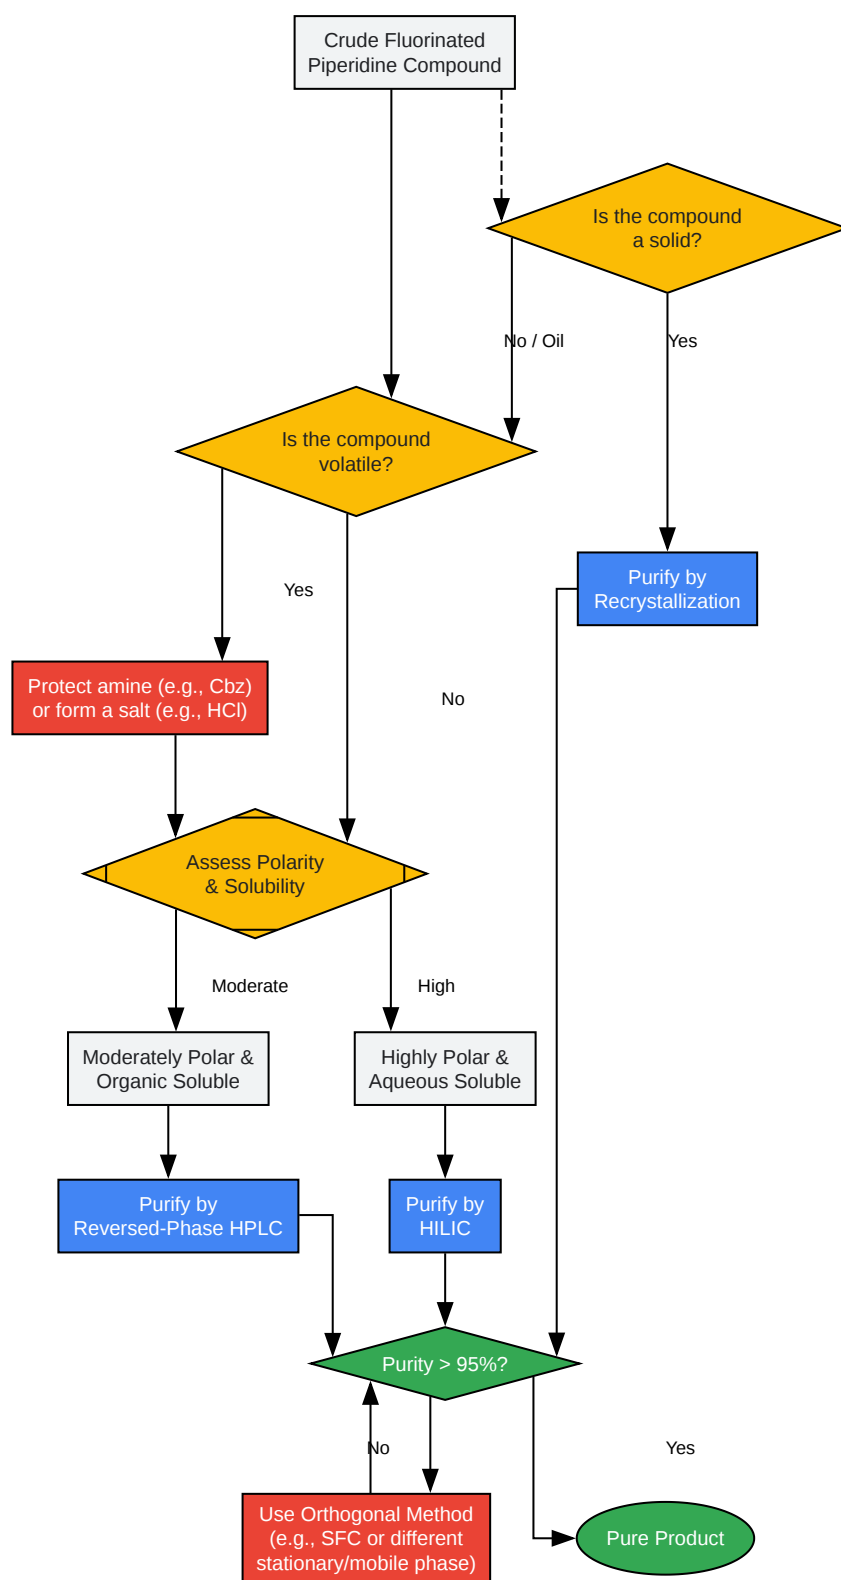 Crude Fluorinated
Piperidine Compound
Is the compound
a solid?
No / Oil
Yes
Is the compound
volatile?
Purify by
Recrystallization
Yes
Protect amine (e.g., Cbz)
or form a salt (e.g., HCl)
No
Assess Polarity
& Solubility
Moderate
High
Moderately Polar &
Organic Soluble
Highly Polar &
Aqueous Soluble
Purify by
Reversed-Phase HPLC
Purify by
HILIC
Purity > 95%?
No
Yes
Use Orthogonal Method
(e.g., SFC or different
stationary/mobile phase)
Pure Product